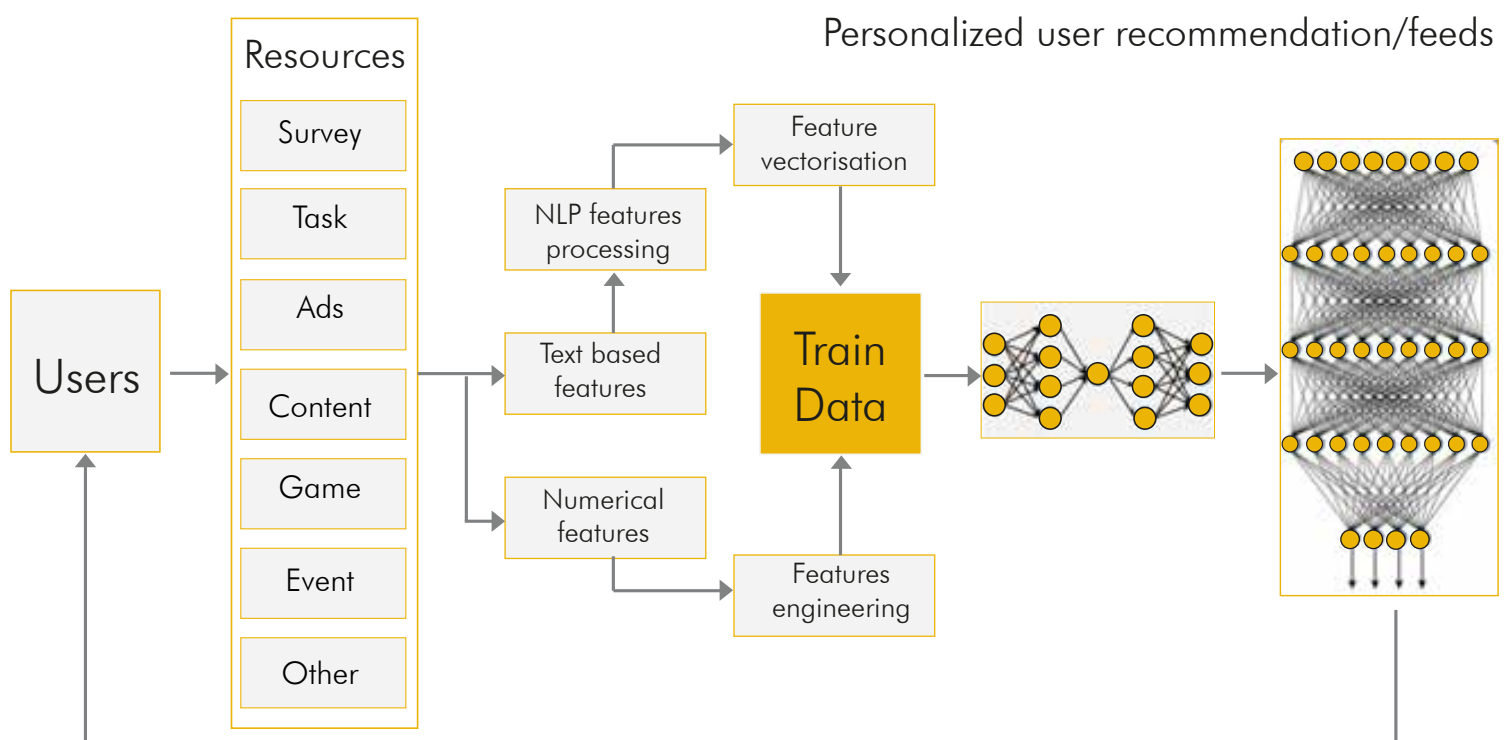 Personalized user recommendation/feeds
Resources
Survey
Task
Ads
Content
Game
Event
Other
Users
Feature
vectorisation
NLP features
processing
Text based
features
Numerical
features
Features
engineering
Train
Data